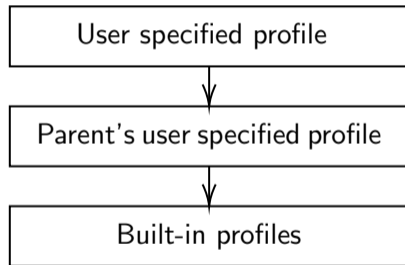 User specified profile
Parent's user specified profile
Built-in profiles